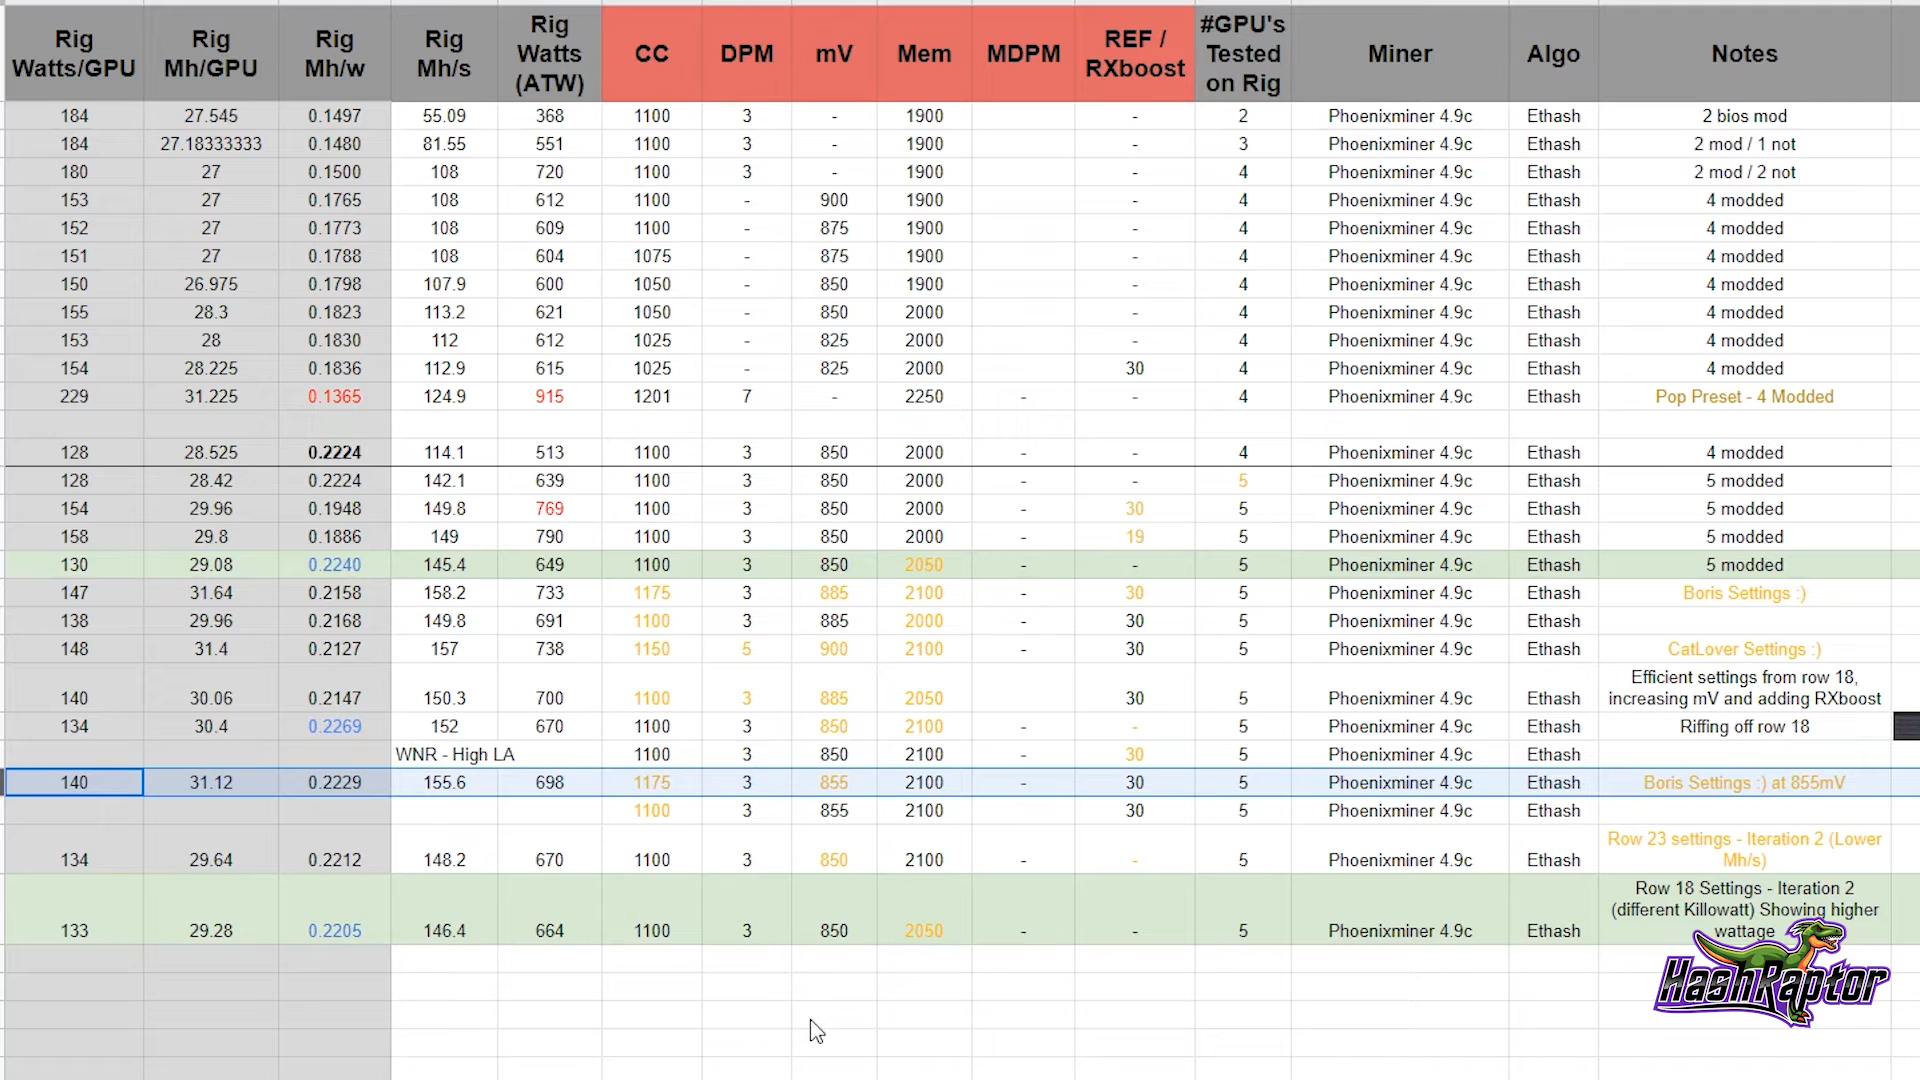 Rig Watts/GPU Rig Mh/GPU Rig Mh/w Rig Mh/s Rig Watts (ATW) CC DPM mV Mem MDPM REF / RXboost #GPU's Tested on Rig Miner Algo Notes
184 27.545 0.1497 55.09 368 1100 3 - 1900 - 2 Phoenixminer 4.9c Ethash 2 bios mod
184 27.18333333 0.1480 81.55 551 1100 3 - 1900 - 3 Phoenixminer 4.9c Ethash 2 mod / 1 not
180 27 0.1500 108 720 1100 3 - 1900 - 4 Phoenixminer 4.9c Ethash 2 mod / 2 not
153 27 0.1765 108 612 1100 - 900 1900 - 4 Phoenixminer 4.9c Ethash 4 modded
152 27 0.1773 108 609 1100 - 875 1900 - 4 Phoenixminer 4.9c Ethash 4 modded
151 27 0.1788 108 604 1075 - 875 1900 - 4 Phoenixminer 4.9c Ethash 4 modded
150 26.975 0.1798 107.9 600 1050 - 850 1900 - 4 Phoenixminer 4.9c Ethash 4 modded
155 28.3 0.1823 113.2 621 1050 - 850 2000 - 4 Phoenixminer 4.9c Ethash 4 modded
153 28 0.1830 112 612 1025 - 825 2000 - 4 Phoenixminer 4.9c Ethash 4 modded
154 28.225 0.1836 112.9 615 1025 - 825 2000 30 4 Phoenixminer 4.9c Ethash 4 modded
229 31.225 0.1365 124.9 915 1201 7 - 2250 - - 4 Phoenixminer 4.9c Ethash Pop Preset - 4 Modded
128 28.525 0.2224 114.1 513 1100 3 850 2000 - - 4 Phoenixminer 4.9c Ethash 4 modded
128 28.42 0.2224 142.1 639 1100 3 850 2000 - - 5 Phoenixminer 4.9c Ethash 5 modded
154 29.96 0.1948 149.8 769 1100 3 850 2000 - 30 5 Phoenixminer 4.9c Ethash 5 modded
158 29.8 0.1886 149 790 1100 3 850 2000 - 19 5 Phoenixminer 4.9c Ethash 5 modded
130 29.08 0.2240 145.4 649 1100 3 850 2050 - - 5 Phoenixminer 4.9c Ethash 5 modded
147 31.64 0.2158 158.2 733 1175 3 885 2100 - 30 5 Phoenixminer 4.9c Ethash Boris Settings :)
138 29.96 0.2168 149.8 691 1100 3 885 2000 - 30 5 Phoenixminer 4.9c Ethash
148 31.4 0.2127 157 738 1150 5 900 2100 - 30 5 Phoenixminer 4.9c Ethash CatLover Settings :)
Efficient settings from row 18,
140 30.06 0.2147 150.3 700 1100 3 885 2050 - 30 5 Phoenixminer 4.9c Ethash increasing mV and adding RXboost
134 30.4 0.2269 152 670 1100 3 850 2100 - - 5 Phoenixminer 4.9c Ethash Riffing off row 18
WNR - High LA 1100 3 850 2100 - 30 5 Phoenixminer 4.9c Ethash
140 31.12 0.2229 155.6 698 1175 3 855 2100 - 30 5 Phoenixminer 4.9c Ethash Boris Settings :) at 855mV
1100 3 855 2100 - 30 5 Phoenixminer 4.9c Ethash
Row 23 settings - Iteration 2 (Lower
134 29.64 0.2212 148.2 670 1100 3 850 2100 - - 5 Phoenixminer 4.9c Ethash Mh/s)
Row 18 Settings - Iteration 2
(different Killowatt) Showing higher
133 29.28 0.2205 146.4 664 1100 3 850 2050 - - 5 Phoenixminer 4.9c Ethash wattage
HashRaptor